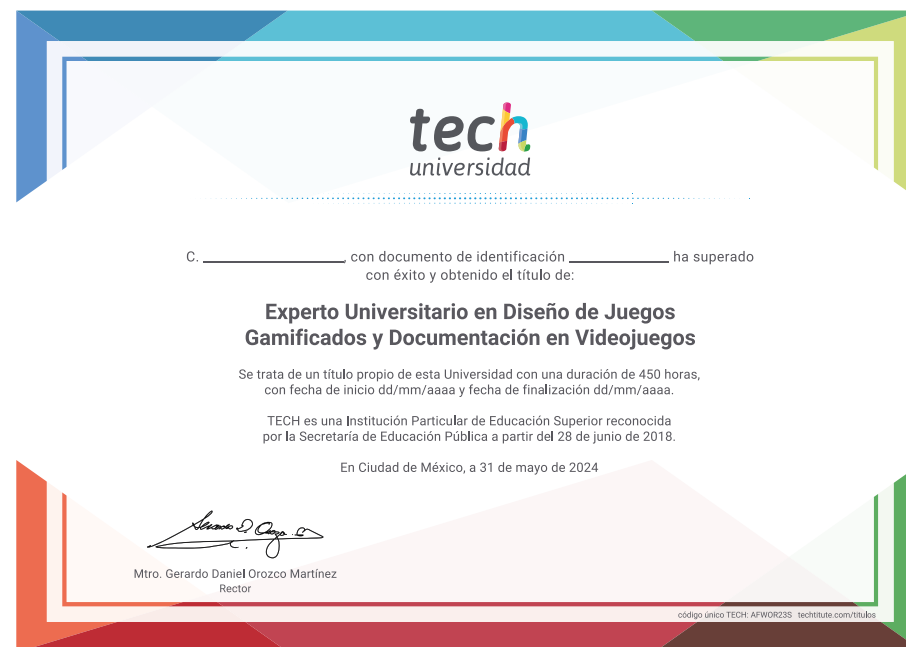 tech
universidad
C. ____________, con documento de identificación ____________ ha superado
con éxito y obtenido el título de:
Experto Universitario en Diseño de Juegos
Gamificados y Documentación en Videojuegos
Se trata de un título propio de esta Universidad con una duración de 450 horas,
con fecha de inicio dd/mm/aaaa y fecha de finalización dd/mm/aaaa.
TECH es una Institución Particular de Educación Superior reconocida
por la Secretaría de Educación Pública a partir del 28 de junio de 2018.
En Ciudad de México, a 31 de mayo de 2024
Mtro. Gerardo Daniel Orozco Martínez
Rector
código único TECH: AFWOR23S techtitute.com/titulos